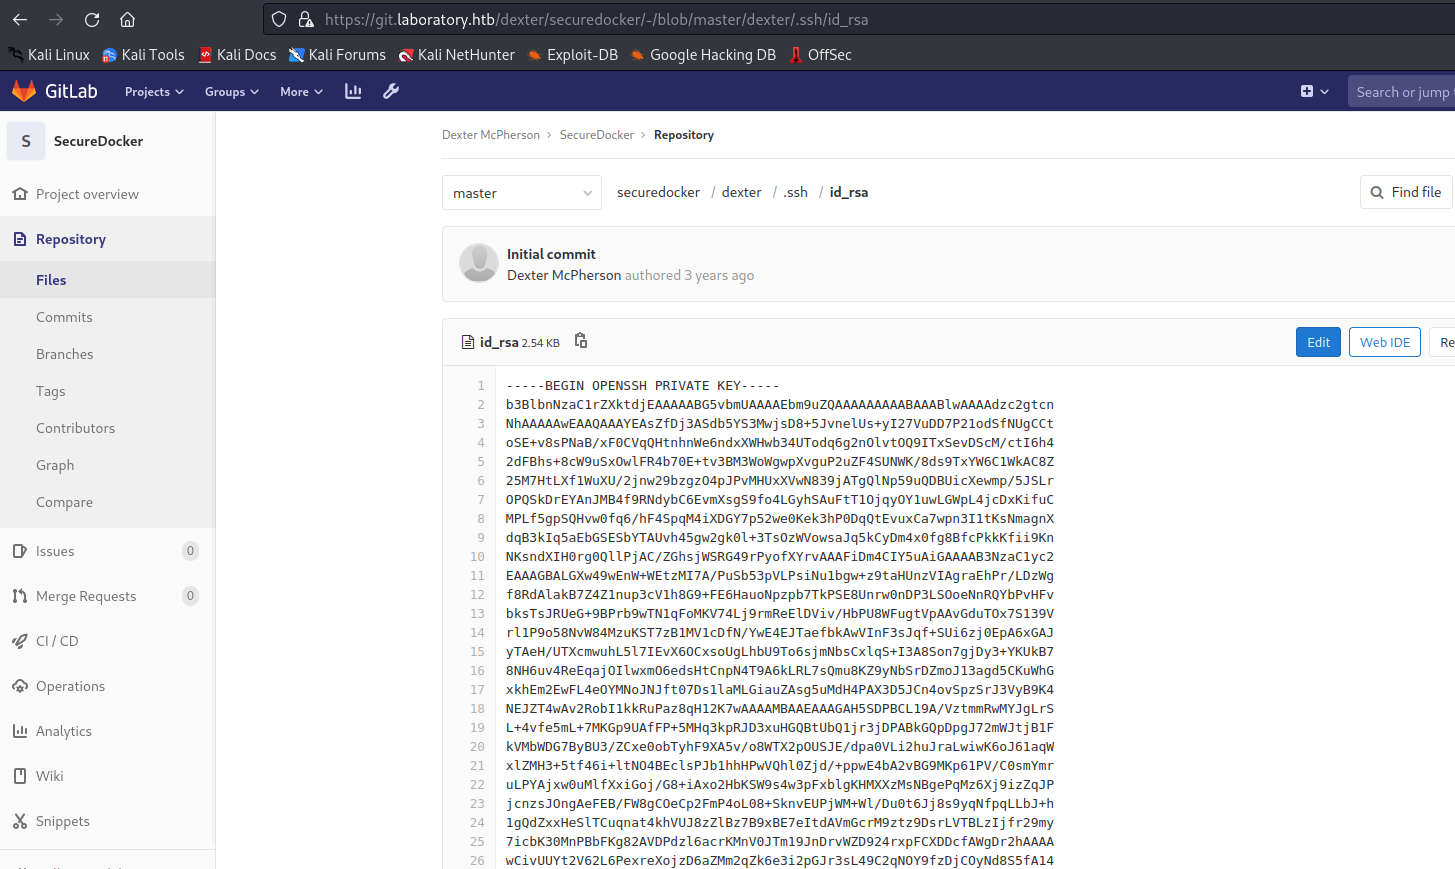 https://git.laboratory.htb/dexter/securedocker/-/blob/master/dexter/.ssh/id_rsa
Kali Linux Kali Tools Kali Docs Kali Forums Kali NetHunter Exploit-DB Google Hacking DB OffSec
GitLab Projects Groups More Search or jump
S SecureDocker
Dexter McPherson > SecureDocker > Repository
Project overview
master securedocker / dexter / .ssh / id_rsa Find file
Repository
Initial commit
Dexter McPherson authored 3 years ago
Files
Commits
Branches
Tags
Contributors
Graph
Compare
Issues 0
Merge Requests 0
CI / CD
Operations
Analytics
Wiki
Snippets
id_rsa 2.54 KB Edit Web IDE Re
1 -----BEGIN OPENSSH PRIVATE KEY-----
2 b3BlbnNzaC1rZXktdjEAAAAABG5vbmUAAAAEbm9uZQAAAAAAAAABAAABlwAAAAdzc2gtcn
3 NhAAAAAwEAAQAAAYEAsZfDj3ASdb5YS3MwjsD8+5JvnelUs+yI27VuDD7P21odSfNUgCCt
4 oSE+v8sPNaB/xF0CVqQHtnhnWe6ndxXWHwb34UTodq6g2nOlvtOQ9ITxSevDScM/ctI6h4
5 2dFBhs+8cW9uSxOwlFR4b70E+tv3BM3WoWgwpXvguP2uZF4SUNWK/8ds9TxYW6C1WkAC8Z
6 25M7HtLXf1WuXU/2jnw29bzgzO4pJPvMHUxXVwN839jATgQlNp59uQDBUicXewmp/5JSLr
7 OPQSkDrEYAnJMB4f9RNdybC6EvmXsgS9fo4LGyhSAuFtT1OjqyOY1uwLGWpL4jcDxKifuC
8 MPLf5gpSQHvw0fq6/hF4SpqM4iXDGY7p52we0Kek3hP0DqQtEvuxCa7wpn3I1tKsNmagnX
9 dqB3kIq5aEbGSESbYTAUvh45gw2gk0l+3TsOzWVowsaJq5kCyDm4x0fg8BfcPkkKfii9Kn
10 NKsndXIH0rg0QllPjAC/ZGhsjWSRG49rPyofXYrvAAAFiDm4CIY5uAiGAAAAB3NzaC1yc2
11 EAAAGBALGXw49wEnW+WEtzMI7A/PuSb53pVLPsiNu1bgw+z9taHUnzVIAgraEhPr/LDzWg
12 f8RdAlakB7Z4Z1nup3cV1h8G9+FE6HauoNpzpb7TkPSE8Unrw0nDP3LSOoeNnRQYbPvHFv
13 bksTsJRUeG+9BPrb9wTN1qFoMKV74Lj9rmReElDViv/HbPU8WFugtVpAAvGduTOx7S139V
14 rl1P9o58NvW84MzuKST7zB1MV1cDfN/YwE4EJTaefbkAwVInF3sJqf+SUi6zj0EpA6xGAJ
15 yTAeH/UTXcmwuhL5l7IEvX6OCxsoUgLhbU9To6sjmNbsCxlqS+I3A8Son7gjDy3+YKUkB7
16 8NH6uv4ReEqajOIlwxmO6edsHtCnpN4T9A6kLRL7sQmu8KZ9yNbSrDZmoJ13agd5CKuWhG
17 xkhEm2EwFL4eOYMNoJNJft07Ds1laMLGiauZAsg5uMdH4PAX3D5JCn4ovSpzSrJ3VyB9K4
18 NEJZT4wAv2RobI1kkRuPaz8qH12K7wAAAAMBAAEAAAGAH5SDPBCL19A/VztmmRwMYJgLrS
19 L+4vfe5mL+7MKGp9UAfFP+5MHq3kpRJD3xuHGQBtUbQ1jr3jDPABkGQpDpgJ72mWJtjB1F
20 kVMbWDG7ByBU3/ZCxe0obTyhF9XA5v/o8WTX2pOUSJE/dpa0VLi2huJraLwiwK6oJ61aqW
21 xlZMH3+5tf46i+ltNO4BEclsPJb1hhHPwVQhl0Zjd/+ppwE4bA2vBG9MKp61PV/C0smYmr
22 uLPYAjxw0uMlfXxiGoj/G8+iAxo2HbKSW9s4w3pFxblgKHMXXzMsNBgePqMz6Xj9izZqJP
23 jcnzsJOngAeFEB/FW8gCOeCp2FmP4oL08+SknvEUPjWM+Wl/Du0t6Jj8s9yqNfpqLLbJ+h
24 1gQdZxxHeSlTCuqnat4khVUJ8zZlBz7B9xBE7eItdAVmGcrM9ztz9DsrLVTBLzIjfr29my
25 7icbK30MnPBbFKg82AVDPdzl6acrKMnV0JTm19JnDrvWZD924rxpFCXDDcfAWgDr2hAAAA
26 wCivUUYt2V62L6PexreXojzD6aZMm2qZk6e3i2pGJr3sL49C2qNOY9fzDjCOyNd8S5fA14